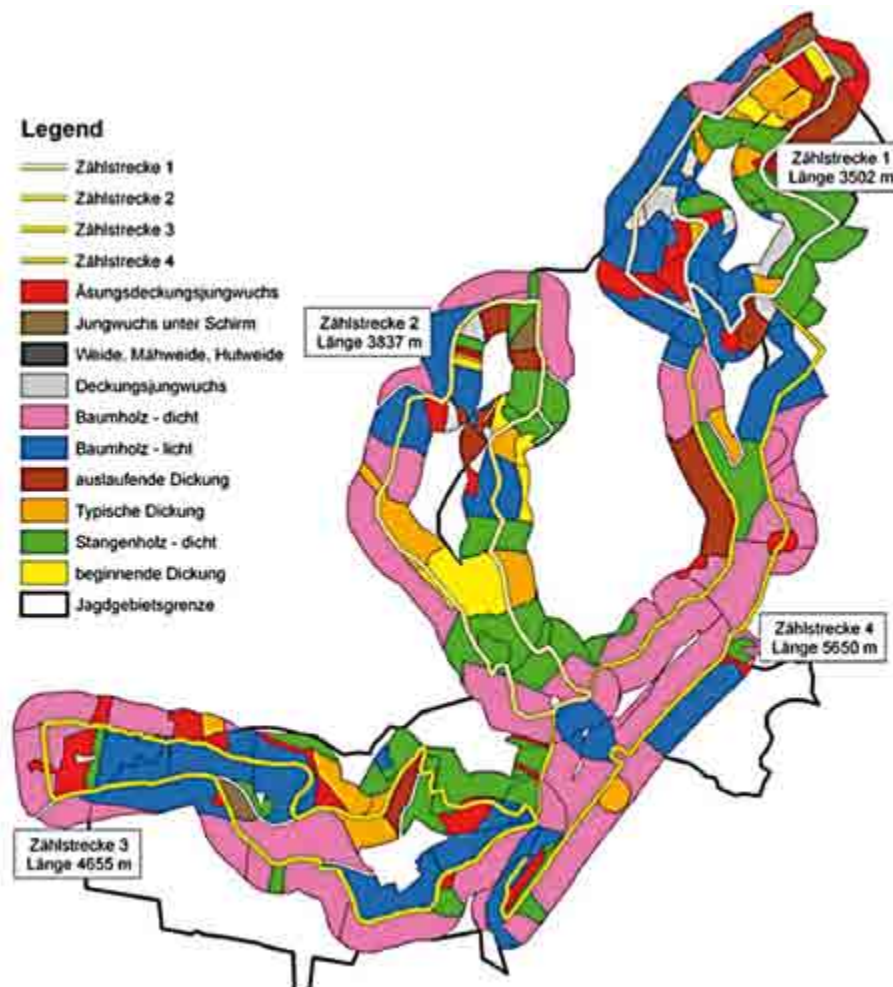 Legend
Zählstrecke 1
Zählstrecke 2
Zählstrecke 3
Zählstrecke 4
Äsungsdeckungsjungwuchs
Jungwuchs unter Schirm
Weide, Mähweide, Hutweide
Deckungsjungwuchs
Baumholz - dicht
Baumholz - licht
auslaufende Dickung
Typische Dickung
Stangenholz - dicht
beginnende Dickung
Jagdgebietsgrenze
Zählstrecke 1
Länge 3502 m
Zählstrecke 2
Länge 3837 m
Zählstrecke 4
Länge 5650 m
Zählstrecke 3
Länge 4655 m